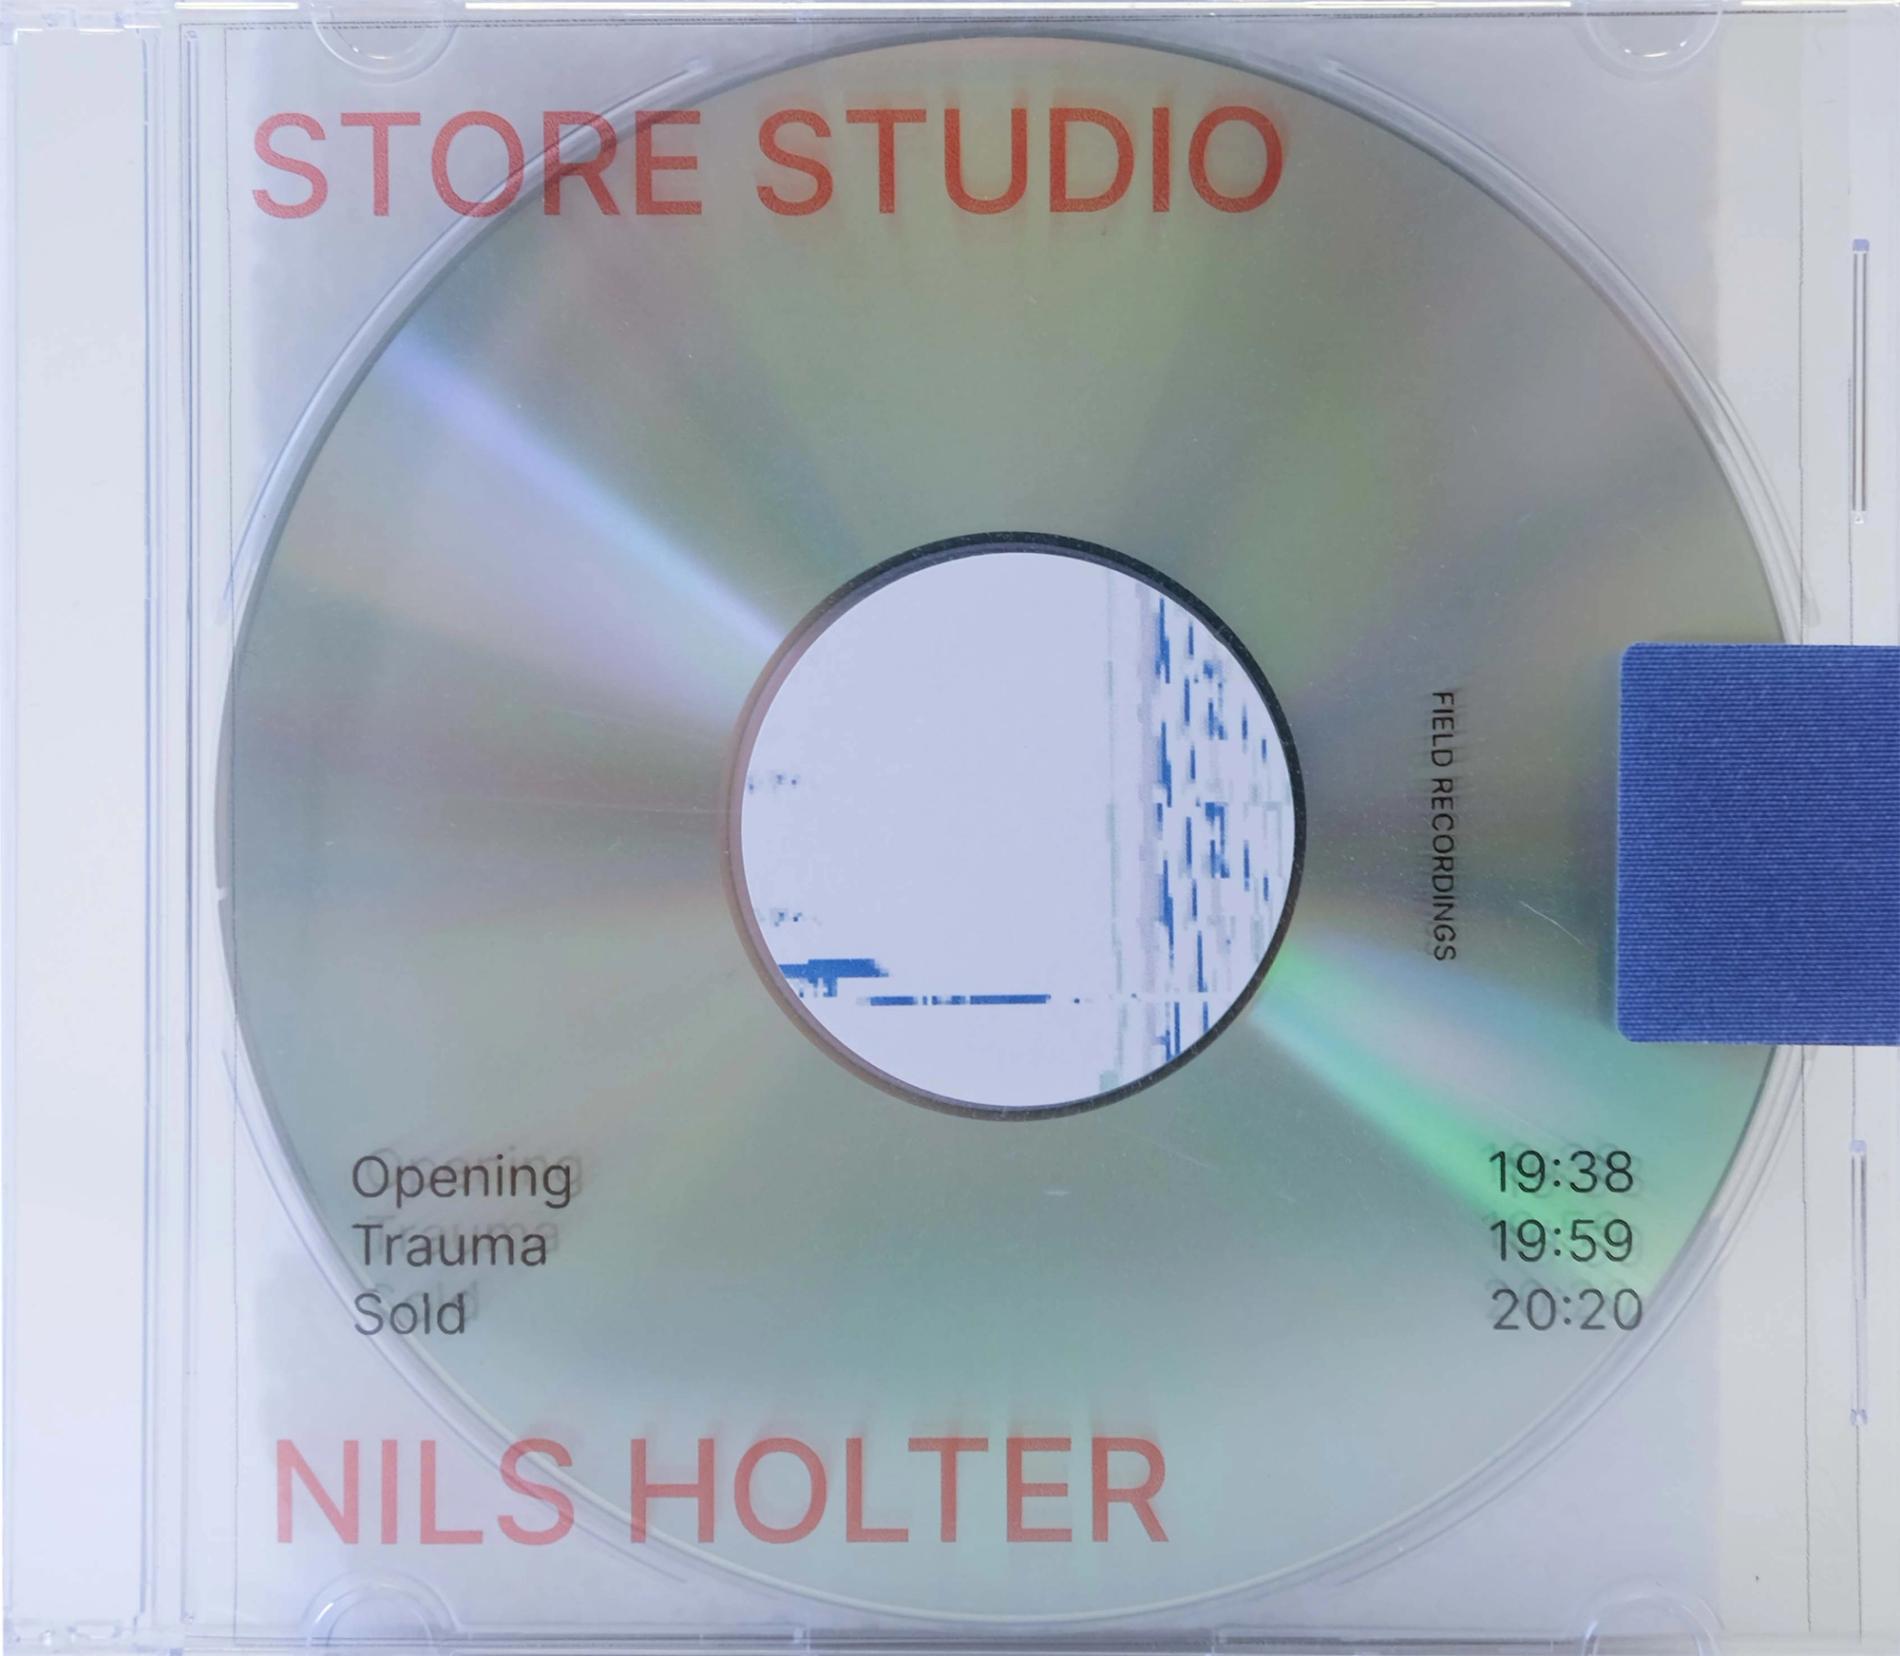 STORE STUDIO
FIELD RECORDINGS
Opening 19:38
Trauma 19:59
Sold 20:20
NILS HOLTER